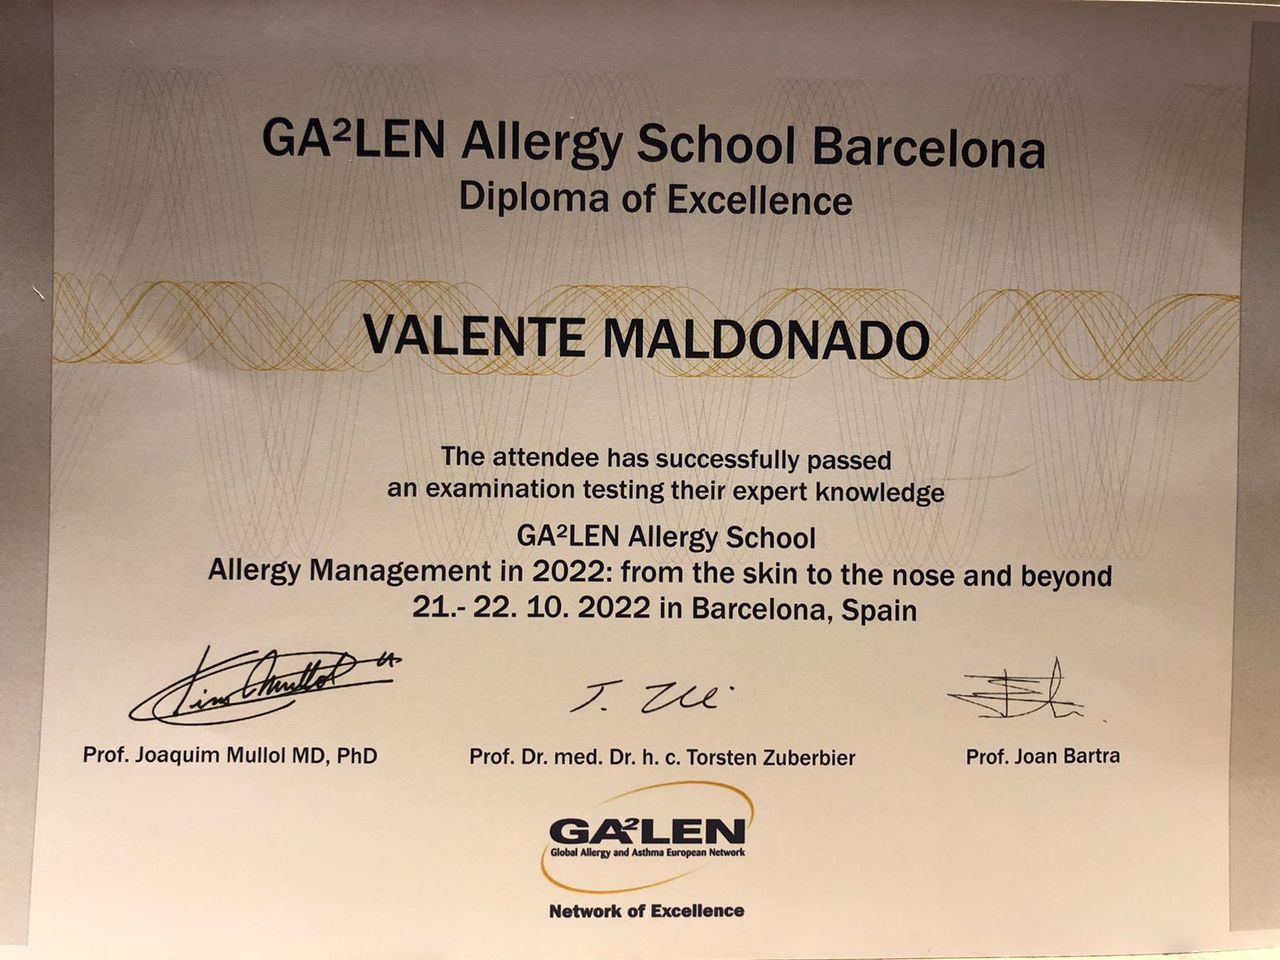 GA²LEN Allergy School Barcelona
Diploma of Excellence
VALENTE MALDONADO
The attendee has successfully passed
an examination testing their expert knowledge
GA²LEN Allergy School
Allergy Management in 2022: from the skin to the nose and beyond
21.- 22. 10. 2022 in Barcelona, Spain
Prof. Joaquim Mullol MD, PhD
Prof. Dr. med. Dr. h. c. Torsten Zuberbier
Prof. Joan Bartra
GA²LEN
Global Allergy and Asthma European Network
Network of Excellence